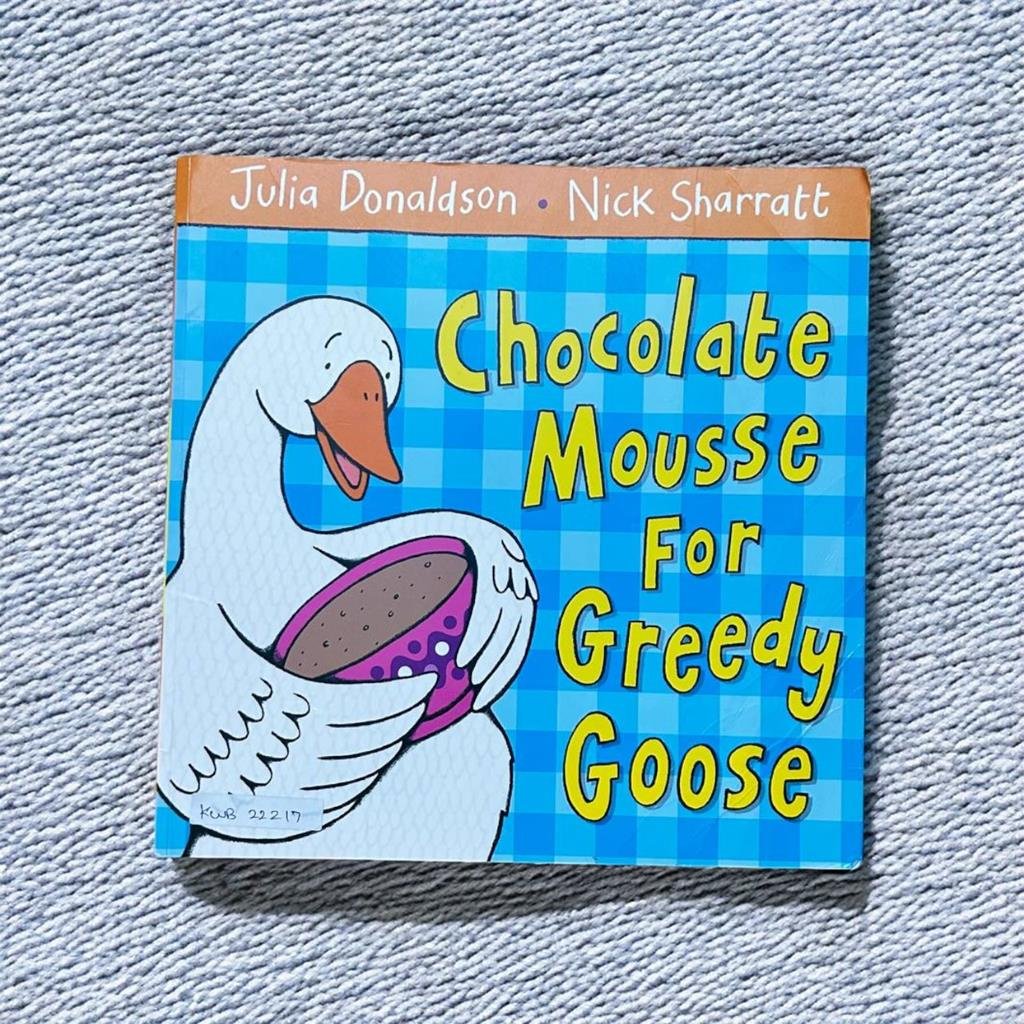 Julia Donaldson • Nick Sharratt
Chocolate
Mousse
For
Greedy
Goose
KWB 22217